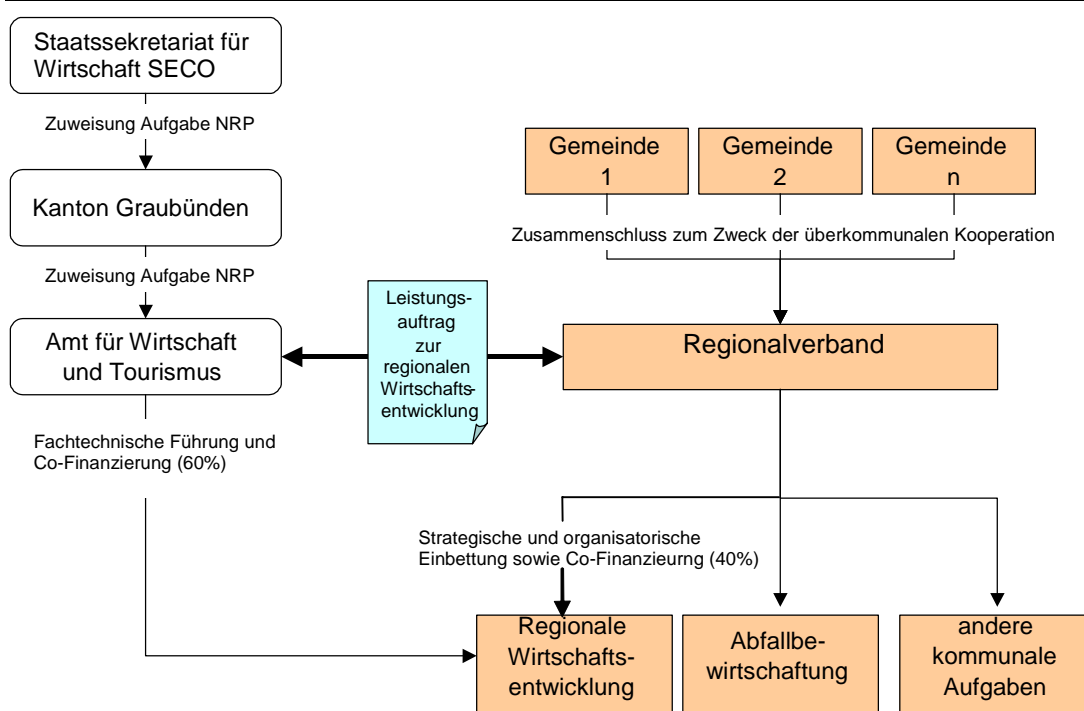 Staatssekretariat für
Wirtschaft SECO
Zuweisung Aufgabe NRP
Kanton Graubünden
Zuweisung Aufgabe NRP
Amt für Wirtschaft
und Tourismus
Fachtechnische Führung und
Co-Finanzierung (60%)
Leistungs-
auftrag
zur
regionalen
Wirtschafts-
entwicklung
Gemeinde
1
Gemeinde
2
Gemeinde
n
Zusammenschluss zum Zweck der überkommunalen Kooperation
Regionalverband
Strategische und organisatorische
Einbettung sowie Co-Finanzieurng (40%)
Regionale
Wirtschafts-
entwicklung
Abfallbe-
wirtschaftung
andere
kommunale
Aufgaben